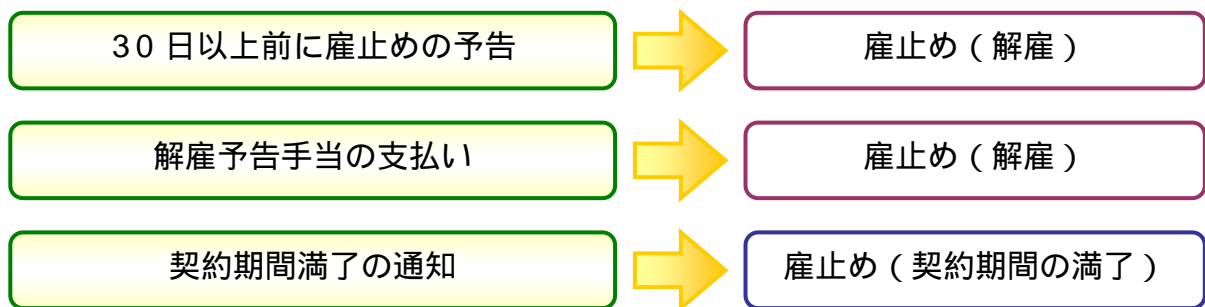 30日以上前に雇止めの予告
雇止め（解雇）
解雇予告手当の支払い
雇止め（解雇）
契約期間満了の通知
雇止め（契約期間の満了）